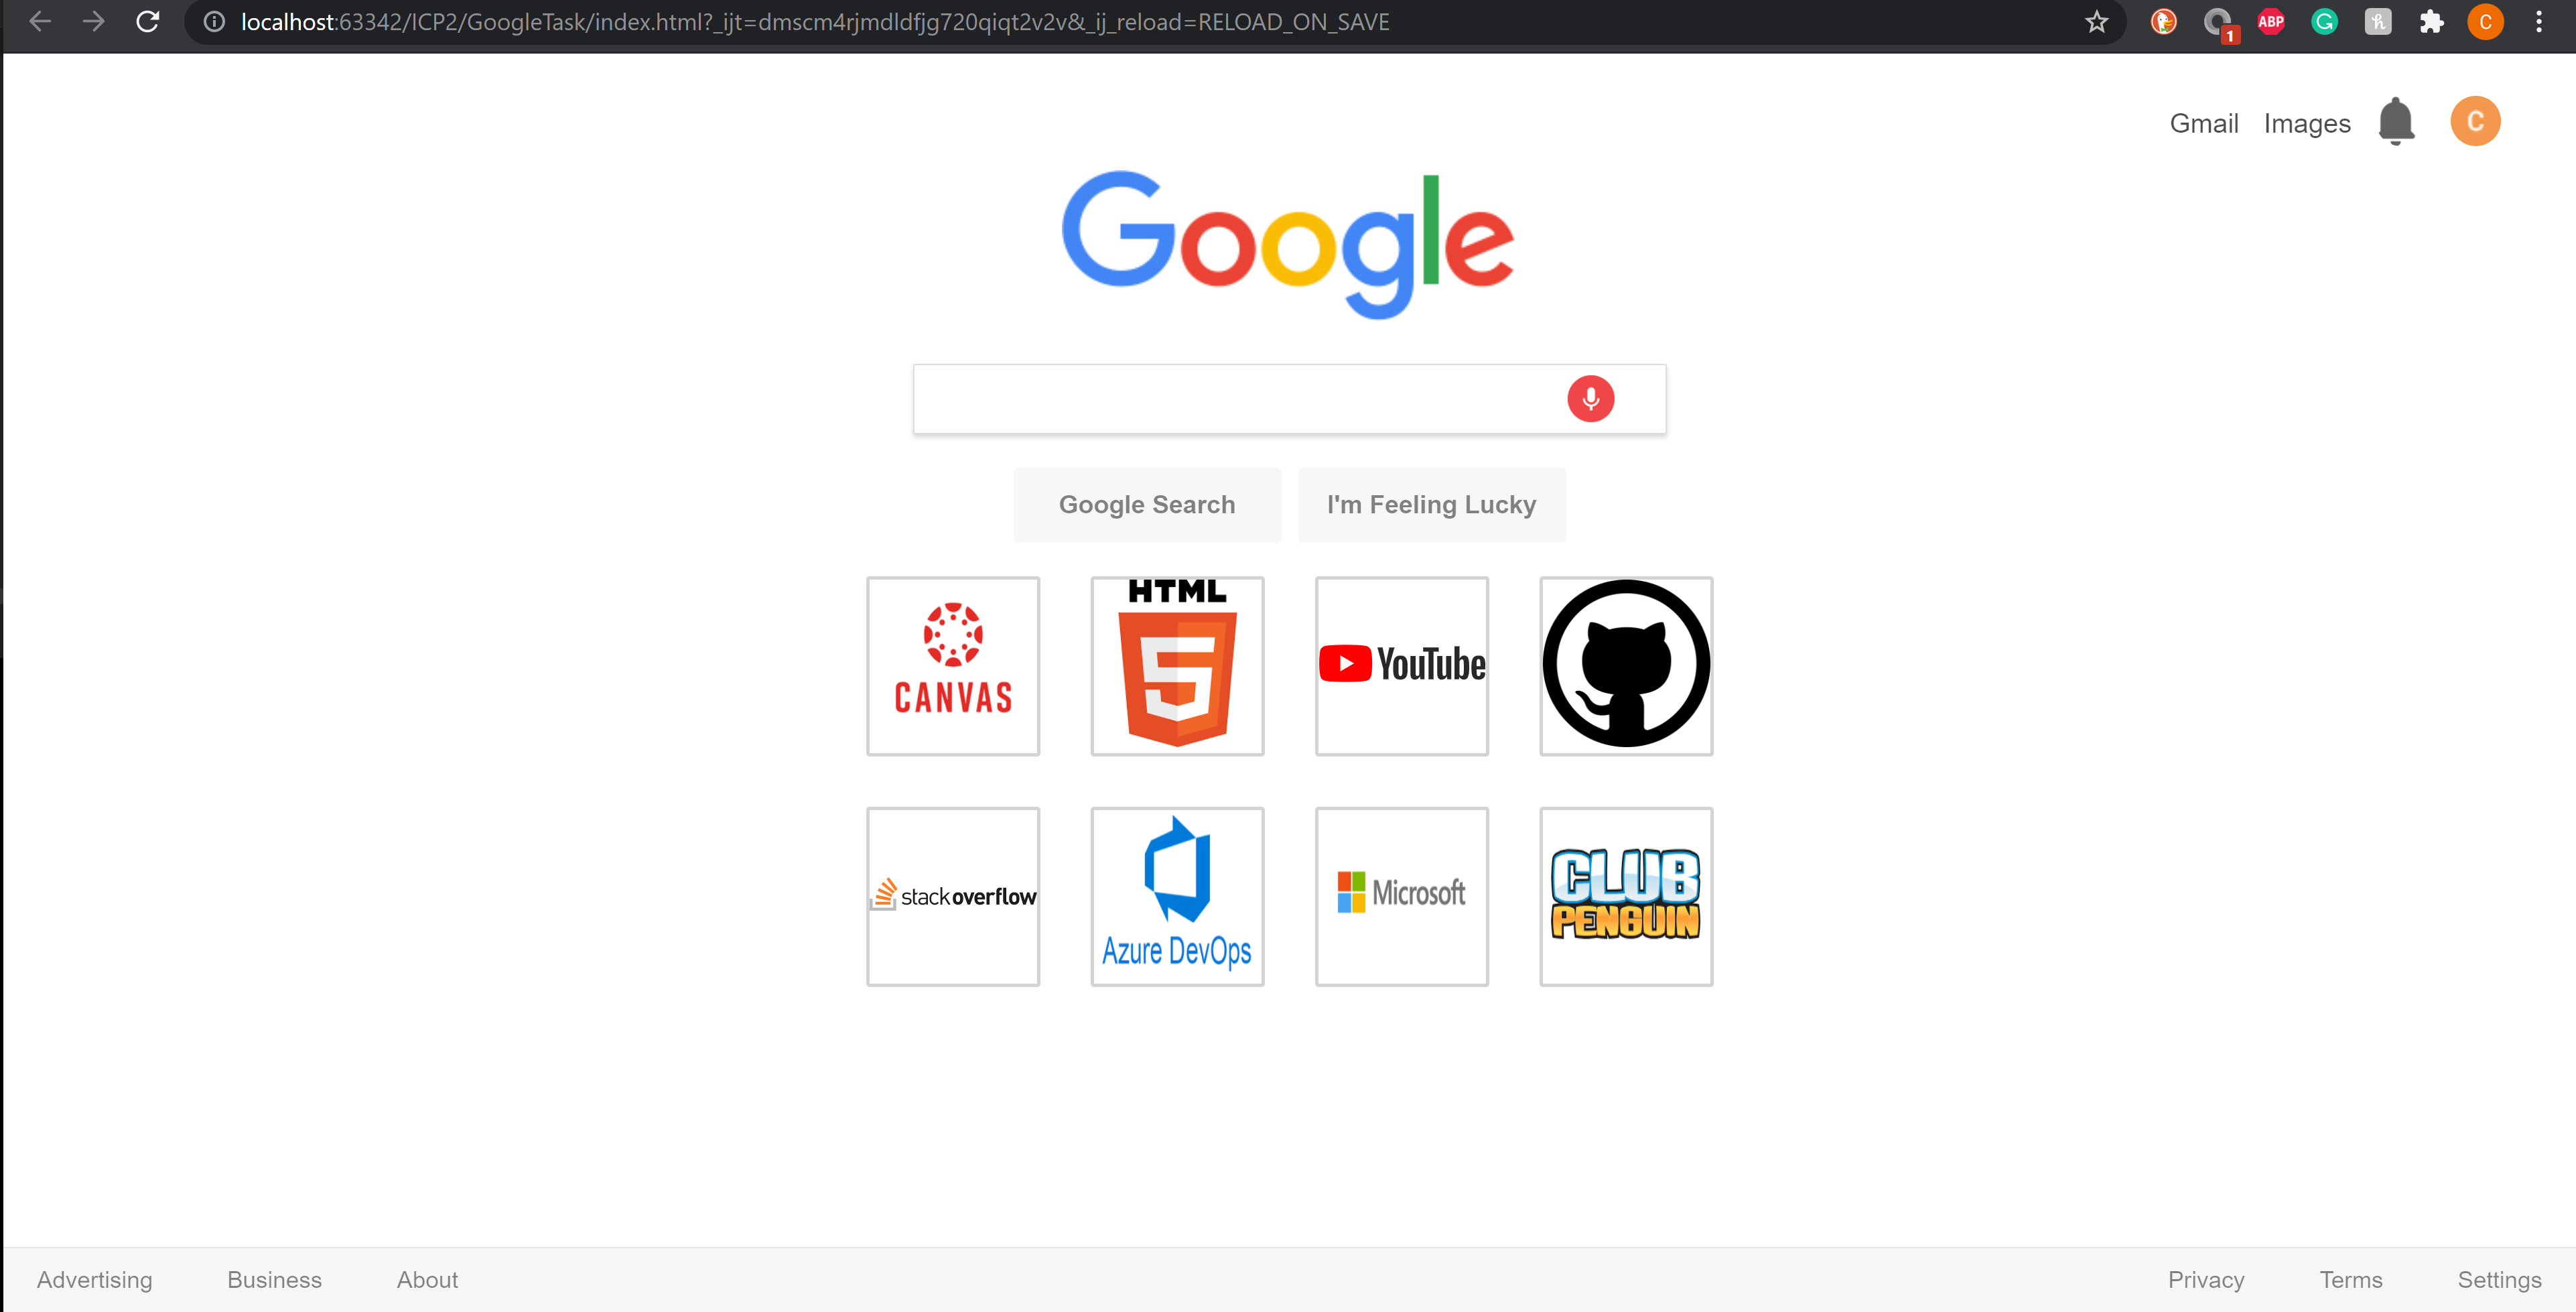 localhost:63342/ICP2/GoogleTask/index.html?_ijt=dmscm4rjmdldfjg720qiqt2v2v&_ij_reload=RELOAD_ON_SAVE
1
ABP
G
h
C
Gmail Images C
Google
Google Search I'm Feeling Lucky
CANVAS
HTML
5
YouTube
stackoverflow
Azure DevOps
Microsoft
CLUB
PENGUIN
Advertising Business About Privacy Terms Settings